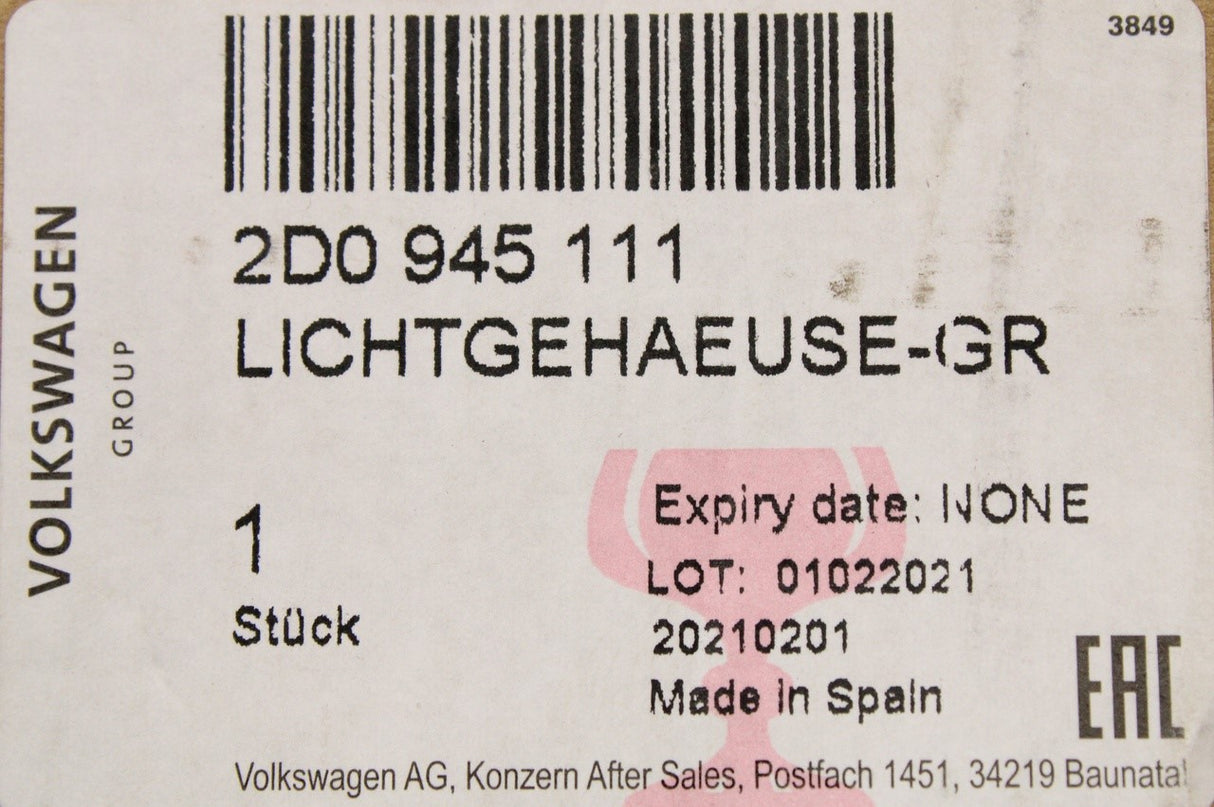 3849
2D0 945 111
LICHTGEHAEUSE-GR
VOLKSWAGEN
GROUP
1
Stück
Expiry date: NONE
LOT: 01022021
20210201
Made in Spain
EAC
Volkswagen AG, Konzern After Sales, Postfach 1451, 34219 Baunatal